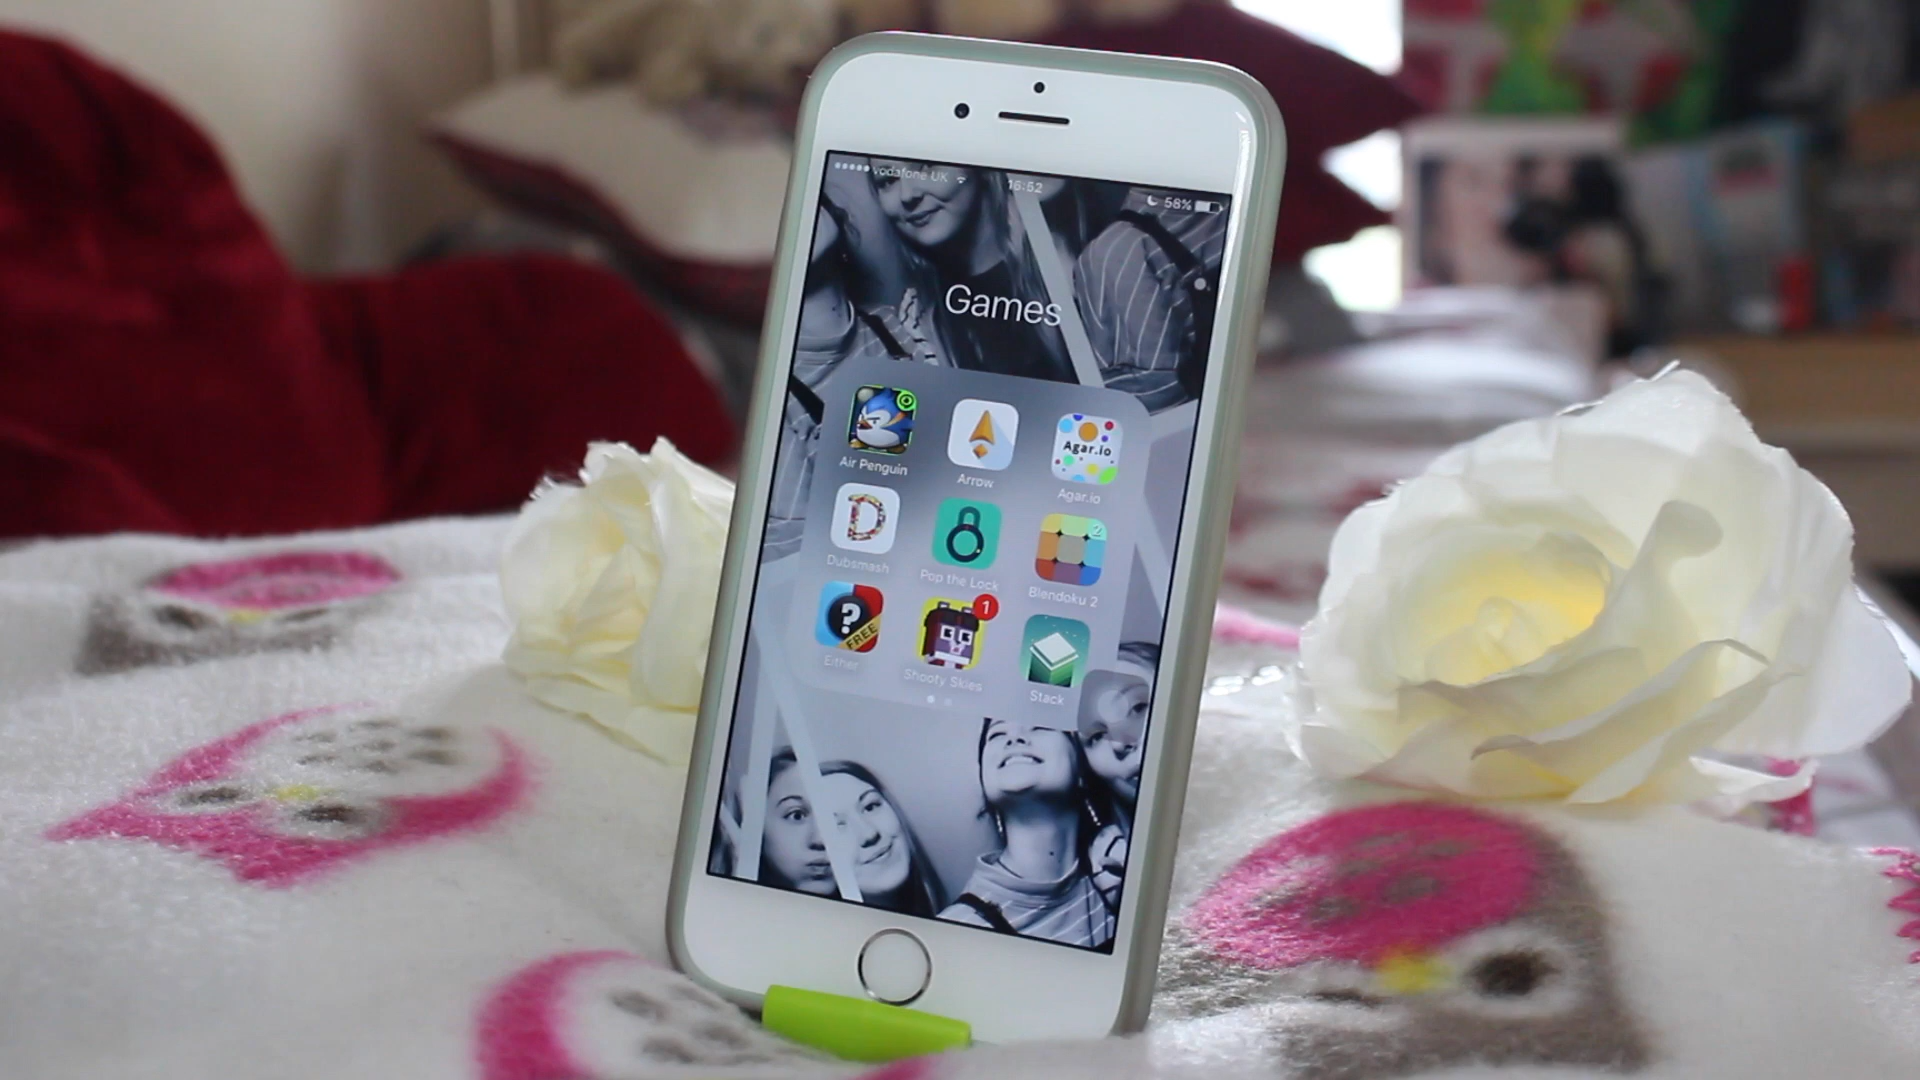 vodafone UK 16:52 58%
Games
Air Penguin Arrow Agar.io
Agar.io
D 2
Dubsmash Pop the Lock Blendoku 2
? FREE 1
Either Shooty Skies Stack